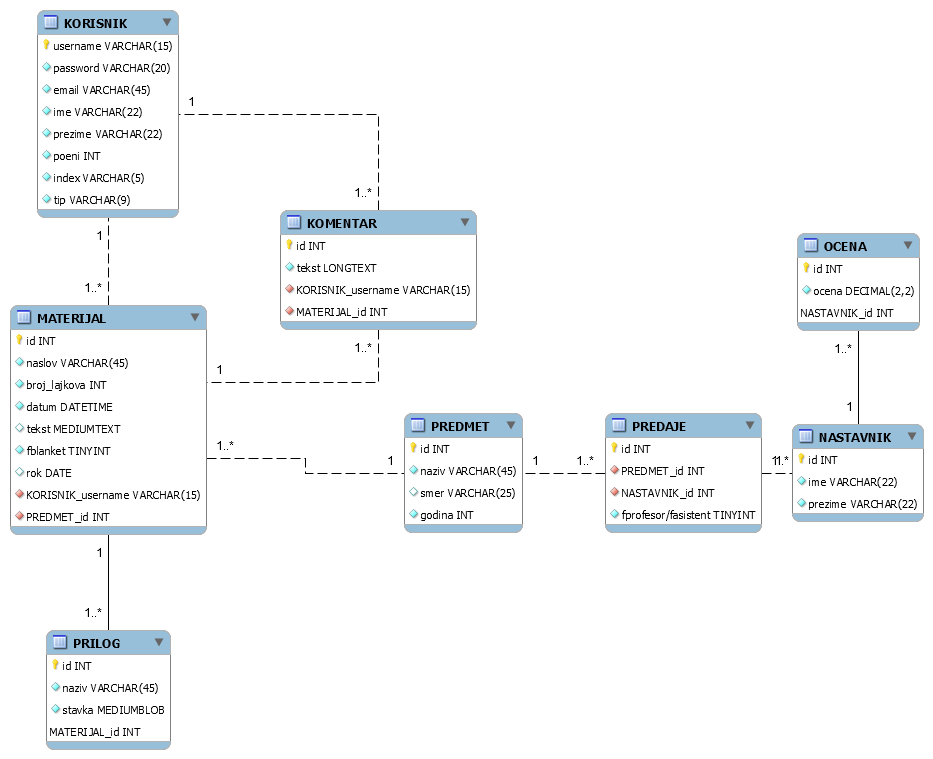 KORISNIK
username VARCHAR(15)
password VARCHAR(20)
email VARCHAR(45)
ime VARCHAR(22)
prezime VARCHAR(22)
poeni INT
index VARCHAR(5)
tip VARCHAR(9)
1
1..*
1
1..*
KOMENTAR
id INT
tekst LONGTEXT
KORISNIK_username VARCHAR(15)
MATERIJAL_id INT
1..*
1
OCENA
id INT
ocena DECIMAL(2,2)
NASTAVNIK_id INT
1..*
1
MATERIJAL
id INT
naslov VARCHAR(45)
broj_lajkova INT
datum DATETIME
tekst MEDIUMTEXT
fblanket TINYINT
rok DATE
KORISNIK_username VARCHAR(15)
PREDMET_id INT
1..*
1
PREDMET
id INT
naziv VARCHAR(45)
smer VARCHAR(25)
godina INT
1
1..*
PREDAJE
id INT
PREDMET_id INT
NASTAVNIK_id INT
fprofesor/fasistent TINYINT
1..*
1
NASTAVNIK
id INT
ime VARCHAR(22)
prezime VARCHAR(22)
1
1..*
PRILOG
id INT
naziv VARCHAR(45)
stavka MEDIUMBLOB
MATERIJAL_id INT